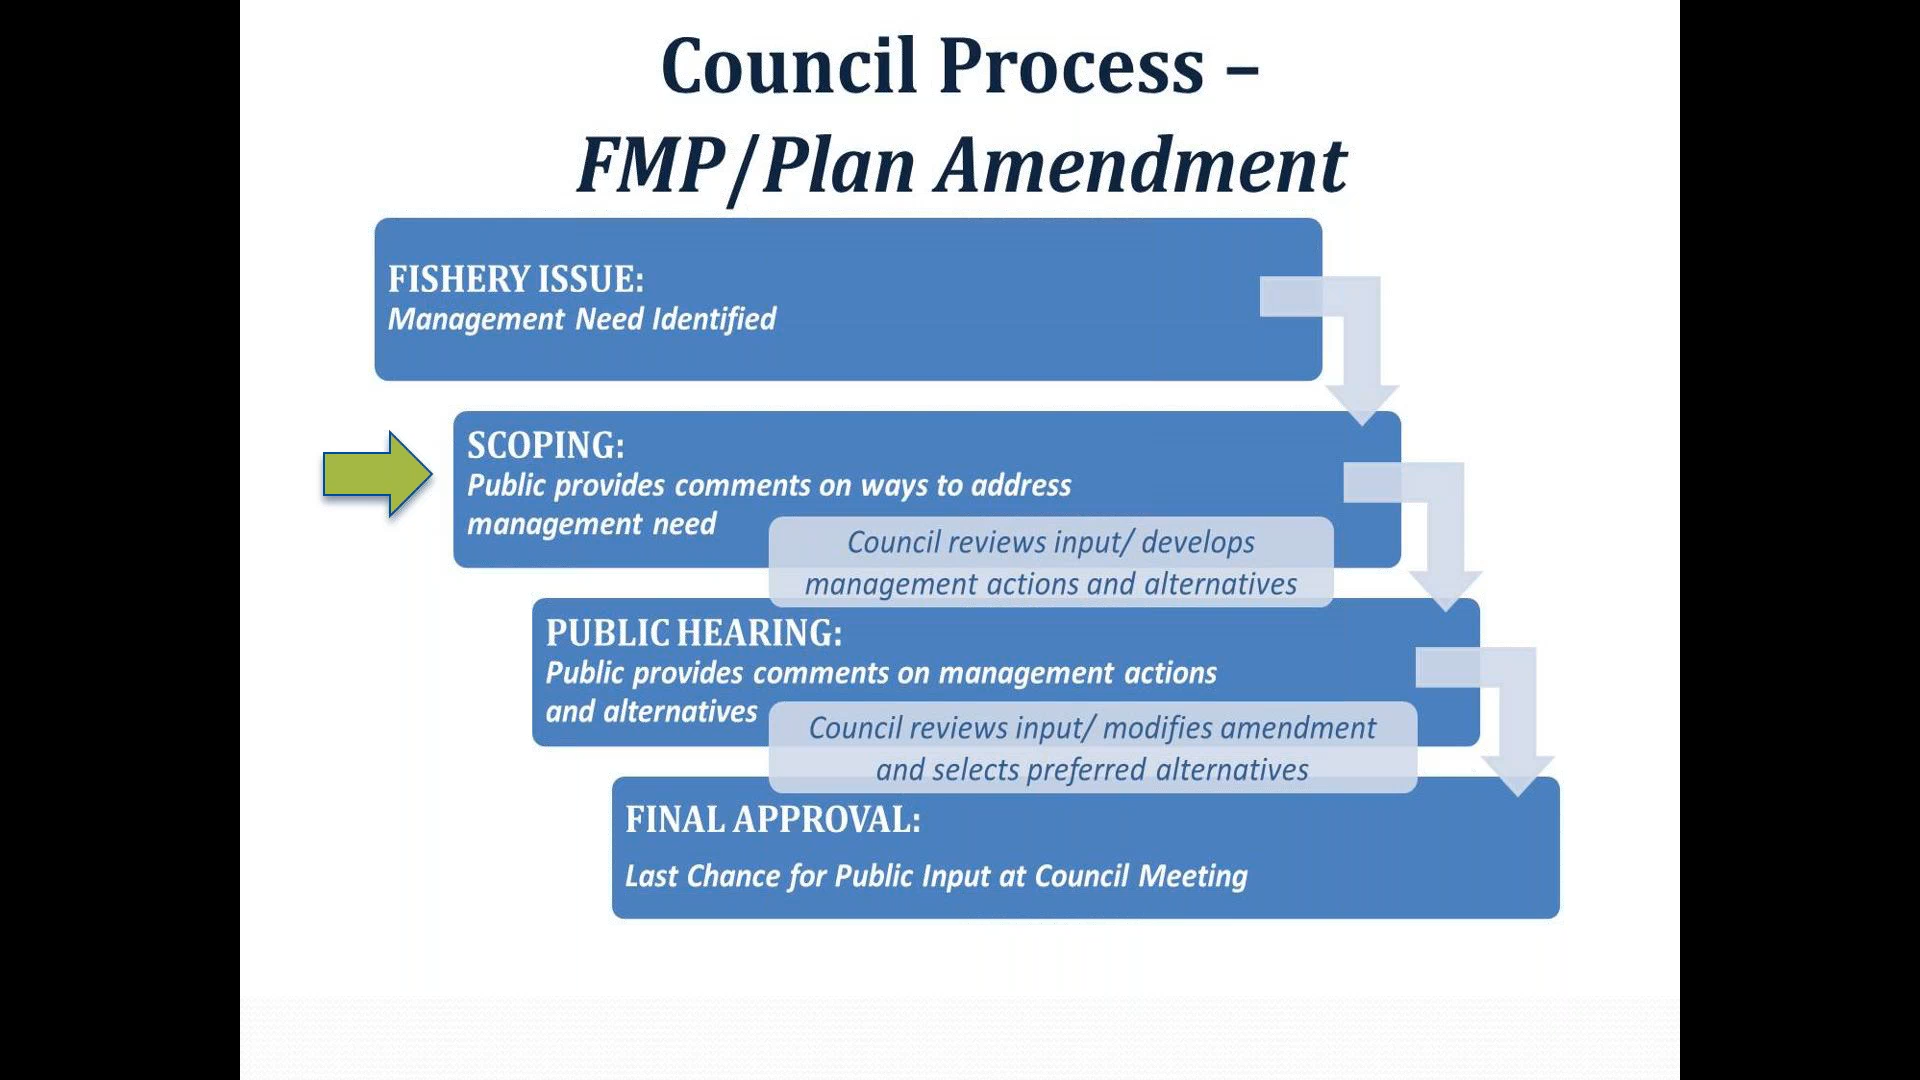 Council Process –
FMP/Plan Amendment
FISHERY ISSUE:
Management Need Identified
SCOPING:
Public provides comments on ways to address
management need
Council reviews input/ develops
management actions and alternatives
PUBLIC HEARING:
Public provides comments on management actions
and alternatives
Council reviews input/ modifies amendment
and selects preferred alternatives
FINAL APPROVAL:
Last Chance for Public Input at Council Meeting